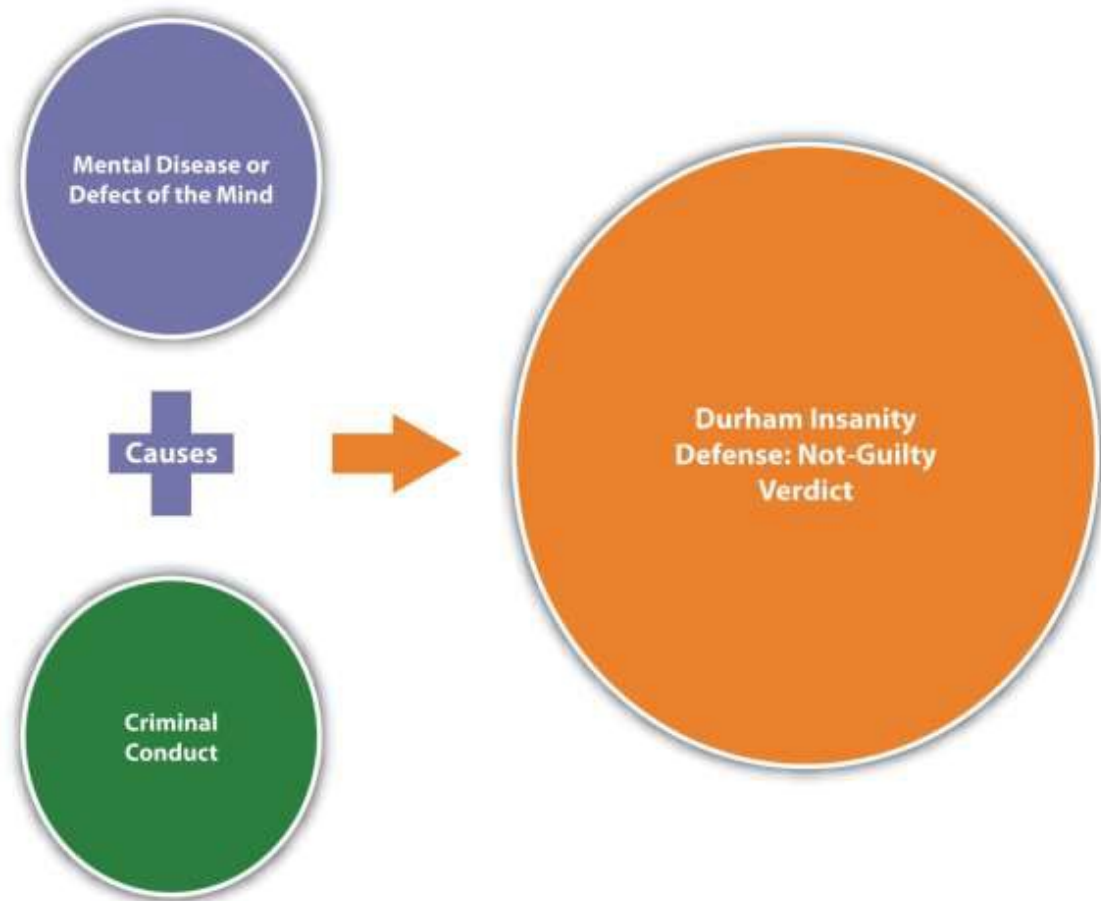 Mental Disease or
Defect of the Mind
Causes
Criminal
Conduct
Durham Insanity
Defense: Not-Guilty
Verdict